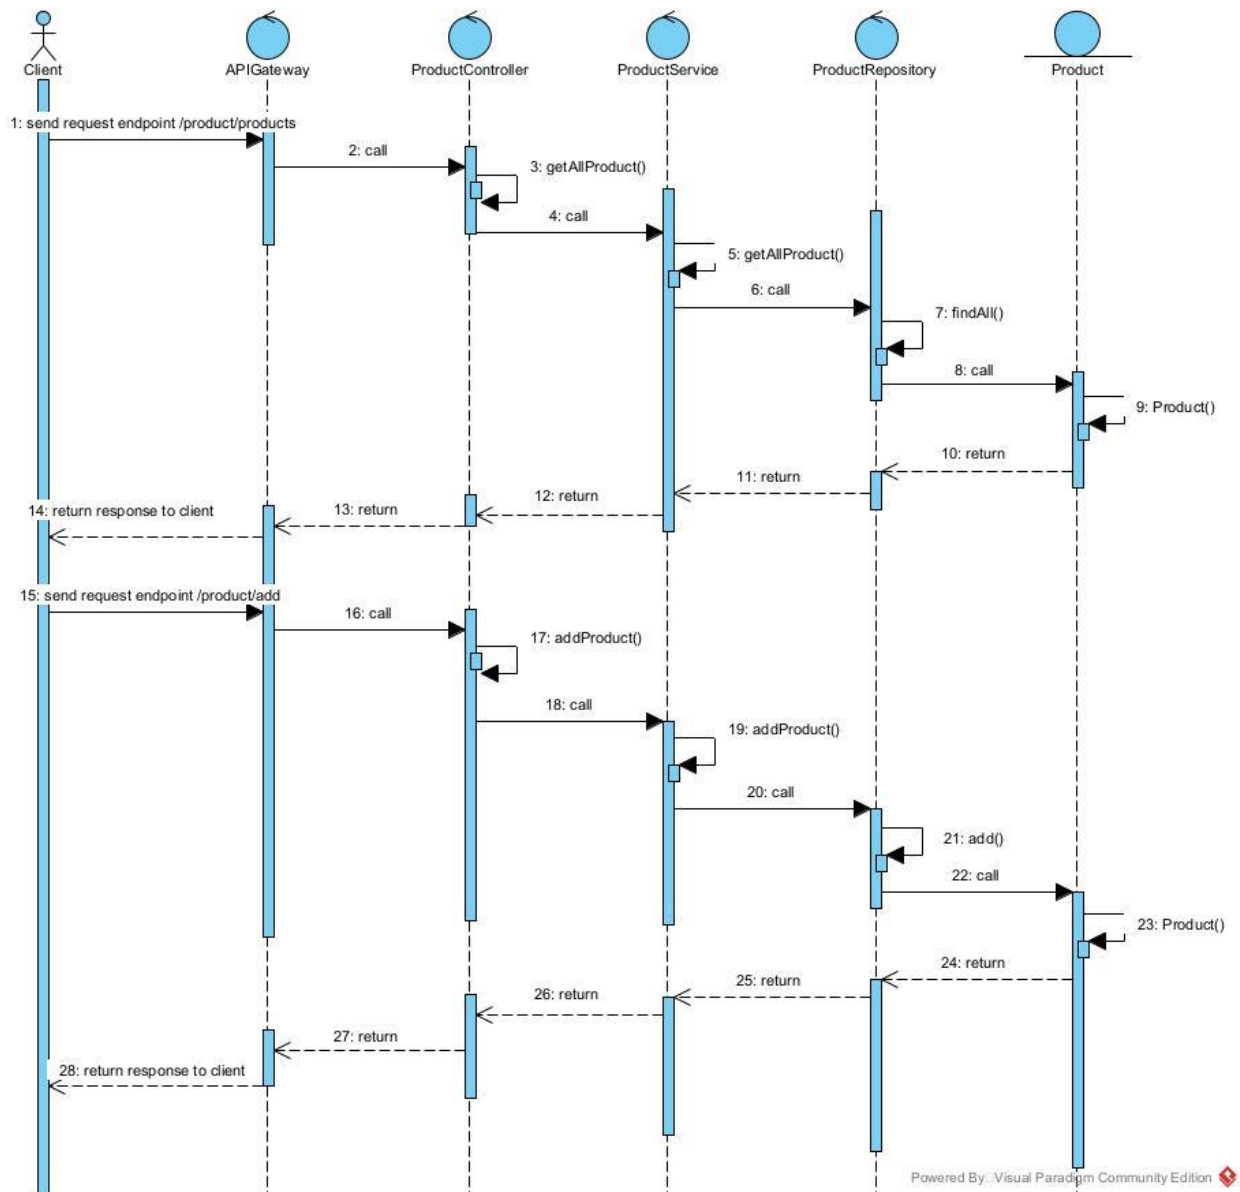 Client
APIGateway
ProductController
ProductService
ProductRepository
Product
1: send request endpoint /product/products
2: call
3: getAllProduct()
4: call
5: getAllProduct()
6: call
7: findAll()
8: call
9: Product()
10: return
11: return
12: return
13: return
14: return response to client
15: send request endpoint /product/add
16: call
17: addProduct()
18: call
19: addProduct()
20: call
21: add()
22: call
23: Product()
24: return
25: return
26: return
27: return
28: return response to client
Powered By Visual Paradigm Community Edition